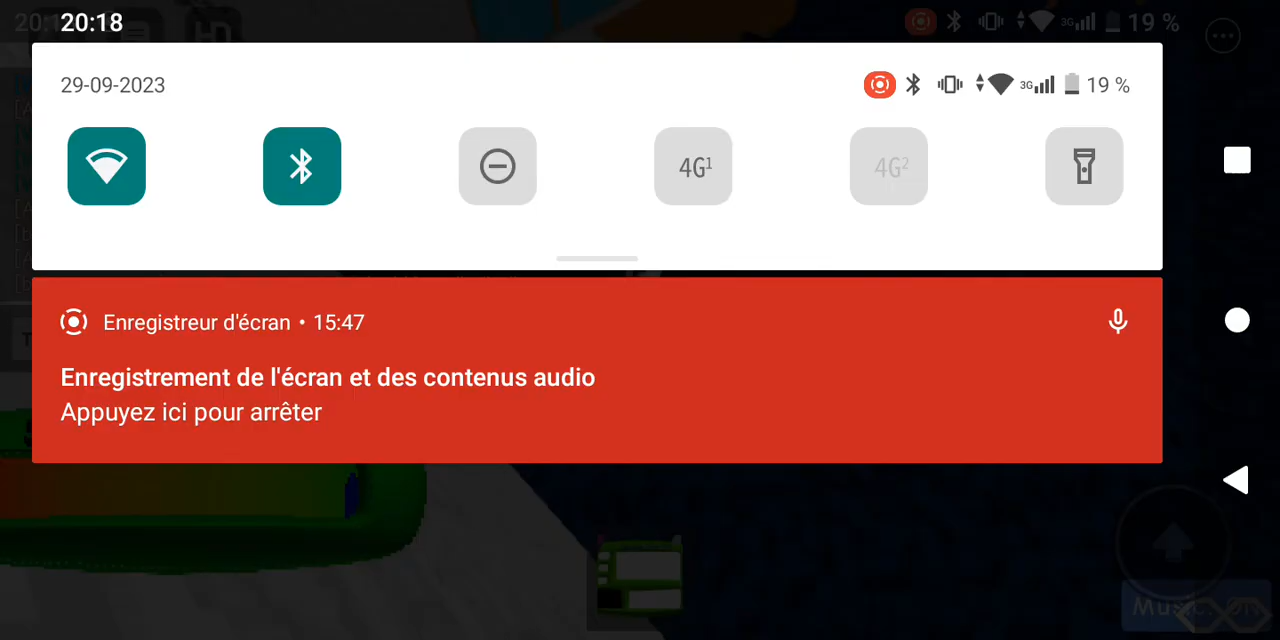 20:18
19 %
29-09-2023
3G
19 %
4G¹
4G²
Enregistreur d'écran • 15:47
Enregistrement de l'écran et des contenus audio
Appuyez ici pour arrêter